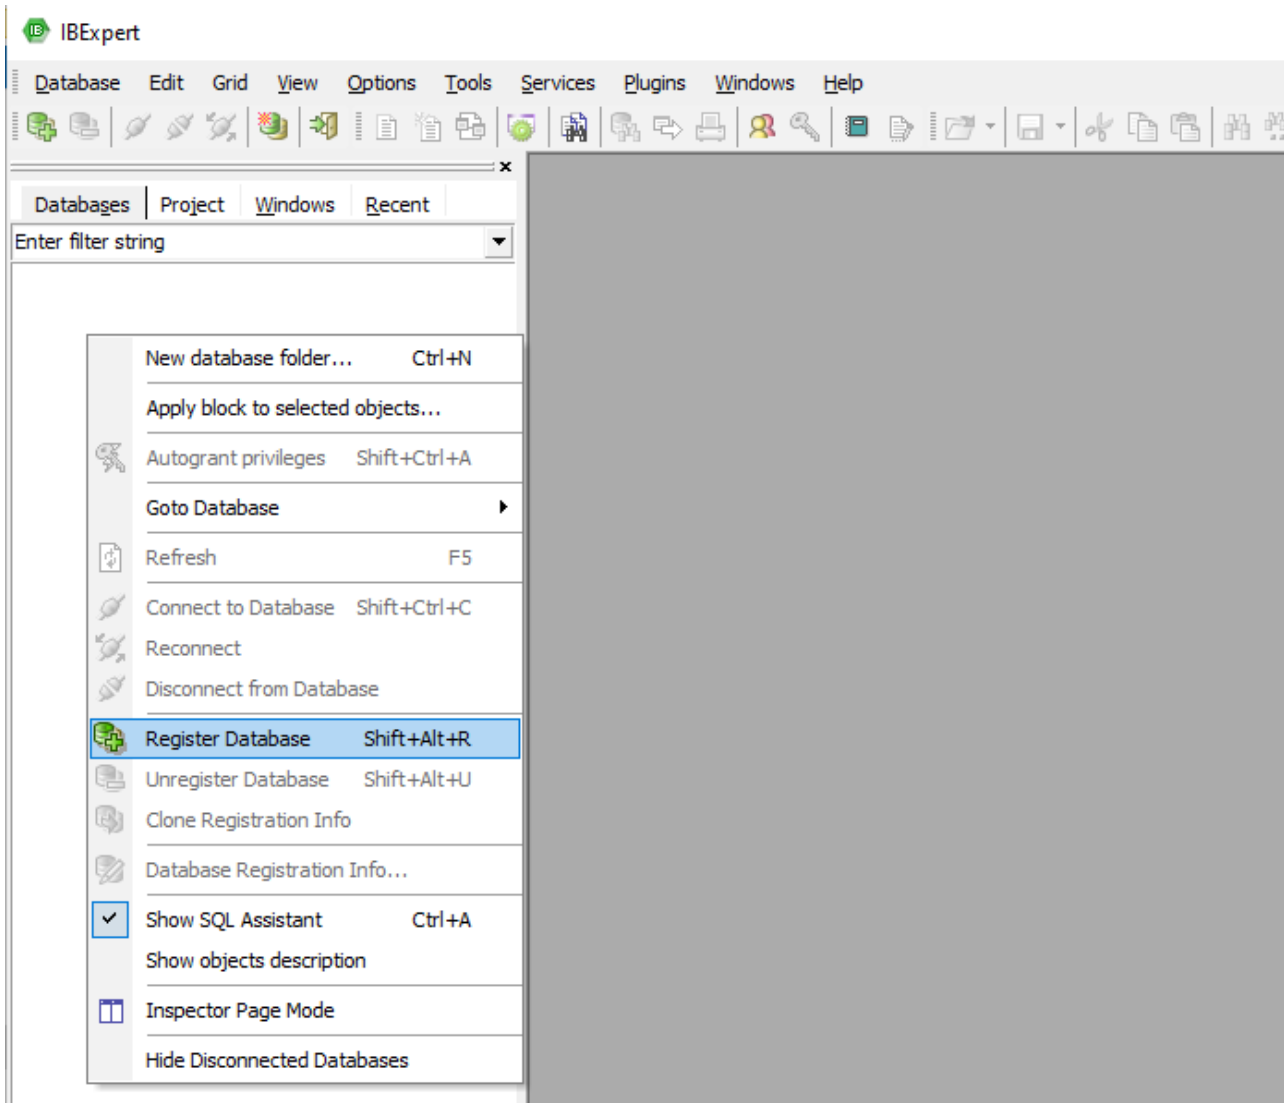 IBExpert
Database Edit Grid View Options Tools Services Plugins Windows Help
Databases Project Windows Recent
Enter filter string
New database folder... Ctrl+N
Apply block to selected objects...
Autogrant privileges Shift+Ctrl+A
Goto Database
Refresh F5
Connect to Database Shift+Ctrl+C
Reconnect
Disconnect from Database
Register Database Shift+Alt+R
Unregister Database Shift+Alt+U
Clone Registration Info
Database Registration Info...
Show SQL Assistant Ctrl+A
Show objects description
Inspector Page Mode
Hide Disconnected Databases